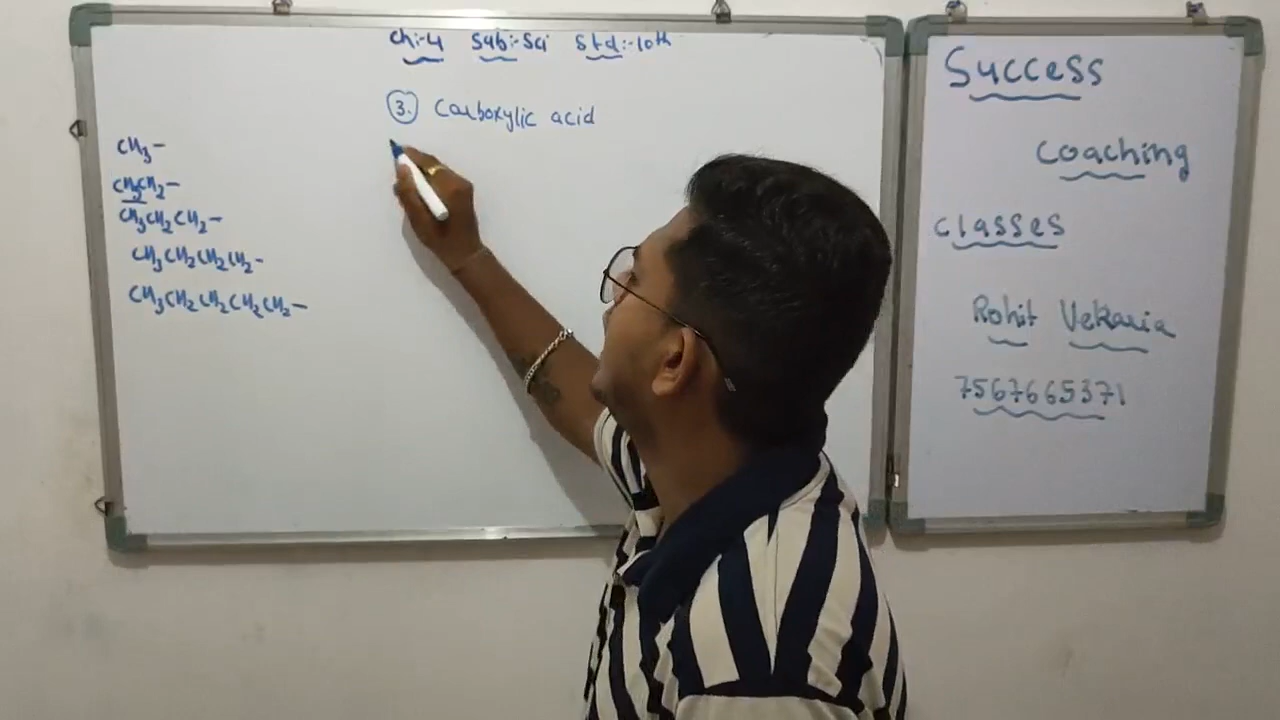 Ch:-4 Sub:-Sci Std:-10th
3. Carboxylic acid
CH3-
CH3CH2-
CH3CH2CH2-
CH3CH2CH2CH2-
CH3CH2CH2CH2CH2-
Success
Coaching
Classes
Rohit Vekaria
7567665371